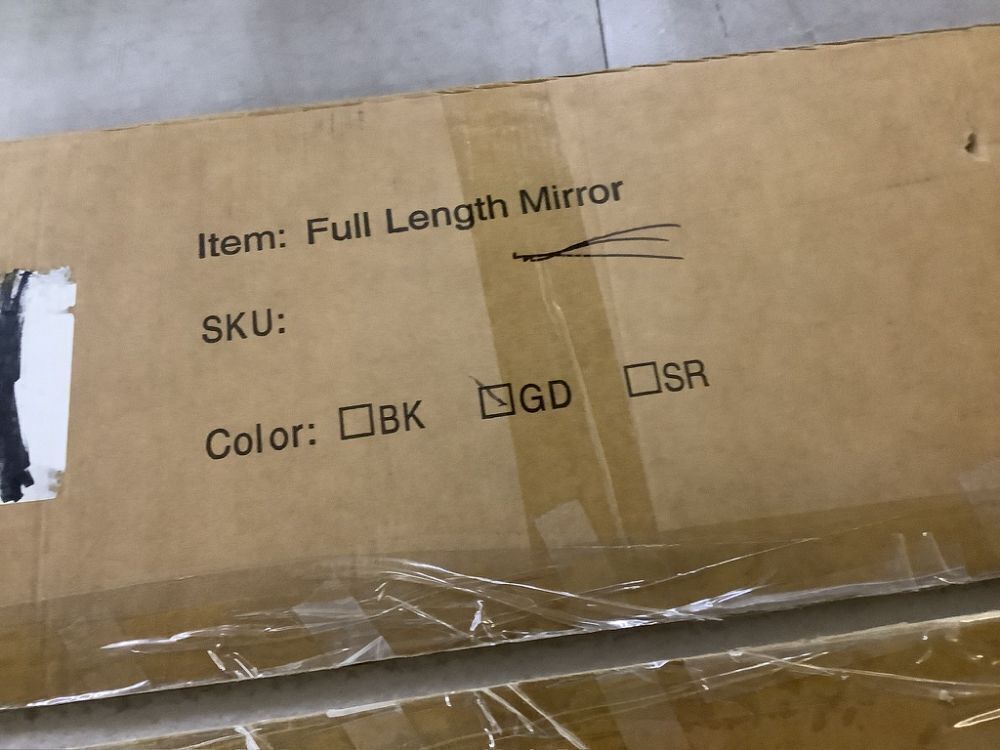 Item: Full Length Mirror
SKU:
Color: ☐BK ☑GD ☐SR